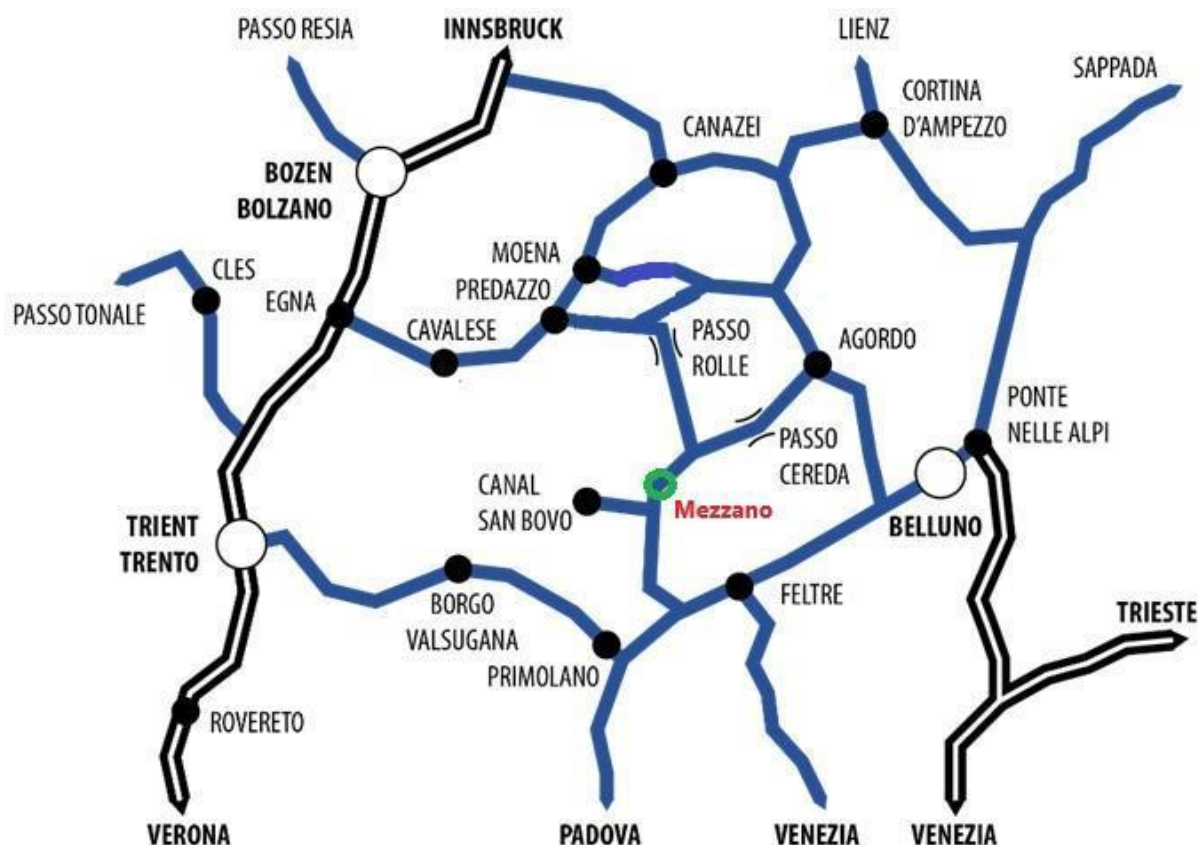 PASSO RESIA
INNSBRUCK
LIENZ
SAPPADA
CORTINA
D'AMPEZZO
CANAZEI
BOZEN
BOLZANO
MOENA
PREDAZZO
CLES
EGNA
PASSO TONALE
CAVALESE
PASSO
ROLLE
AGORDO
PONTE
NELLE ALPI
PASSO
CEREDA
CANAL
SAN BOVO
Mezzano
BELLUNO
TRIENT
TRENTO
BORGO
VALSUGANA
FELTRE
TRIESTE
PRIMOLANO
ROVERETO
VERONA
PADOVA
VENEZIA
VENEZIA